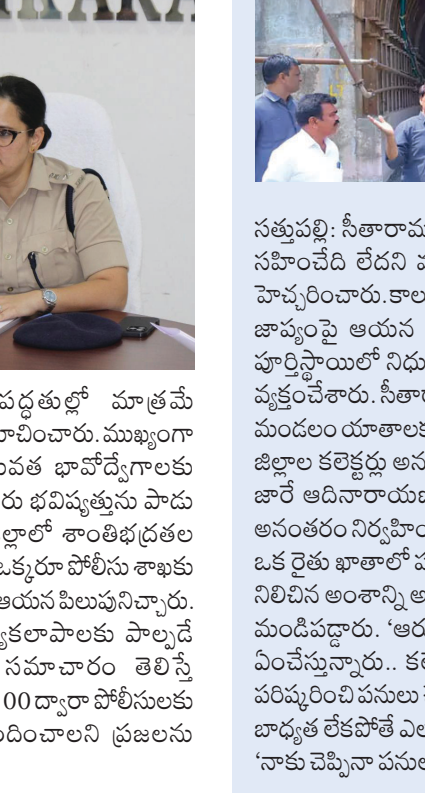 పద్ధతుల్లో మాత్రమే
సూచించారు. ముఖ్యంగా
యువత భావోద్వేగాలకు
వారు భవిష్యత్తును పాడు
జిల్లాలో శాంతిభద్రతల
ఒక్కరూ పోలీసు శాఖకు
ఆయన పిలుపునిచ్చారు.
కార్యకలాపాలకు పాల్పడే
సమాచారం తెలిస్తే
100 ద్వారా పోలీసులకు
అందించాలని ప్రజలను
సత్తుపల్లి: సీతారామ
సహించేది లేదని
హెచ్చరించారు. కాల
జాప్యంపై ఆయన
పూర్తిస్థాయిలో నిధు
వ్యక్తంచేశారు. సీతారా
మండలం యాతాలకు
జిల్లాల కలెక్టర్లు అను
జారే ఆదినారాయణ
అనంతరం నిర్వహిం
ఒక రైతు ఖాతాలో
నిలిచిన అంశాన్ని అ
మండిపడ్డారు. ‘ఆరు
ఏంచేస్తున్నారు.. కలె
పరిష్కరించి పనులు
బాధ్యత లేకపోతే ఎలా
‘నాకు చెప్పినా పనుల